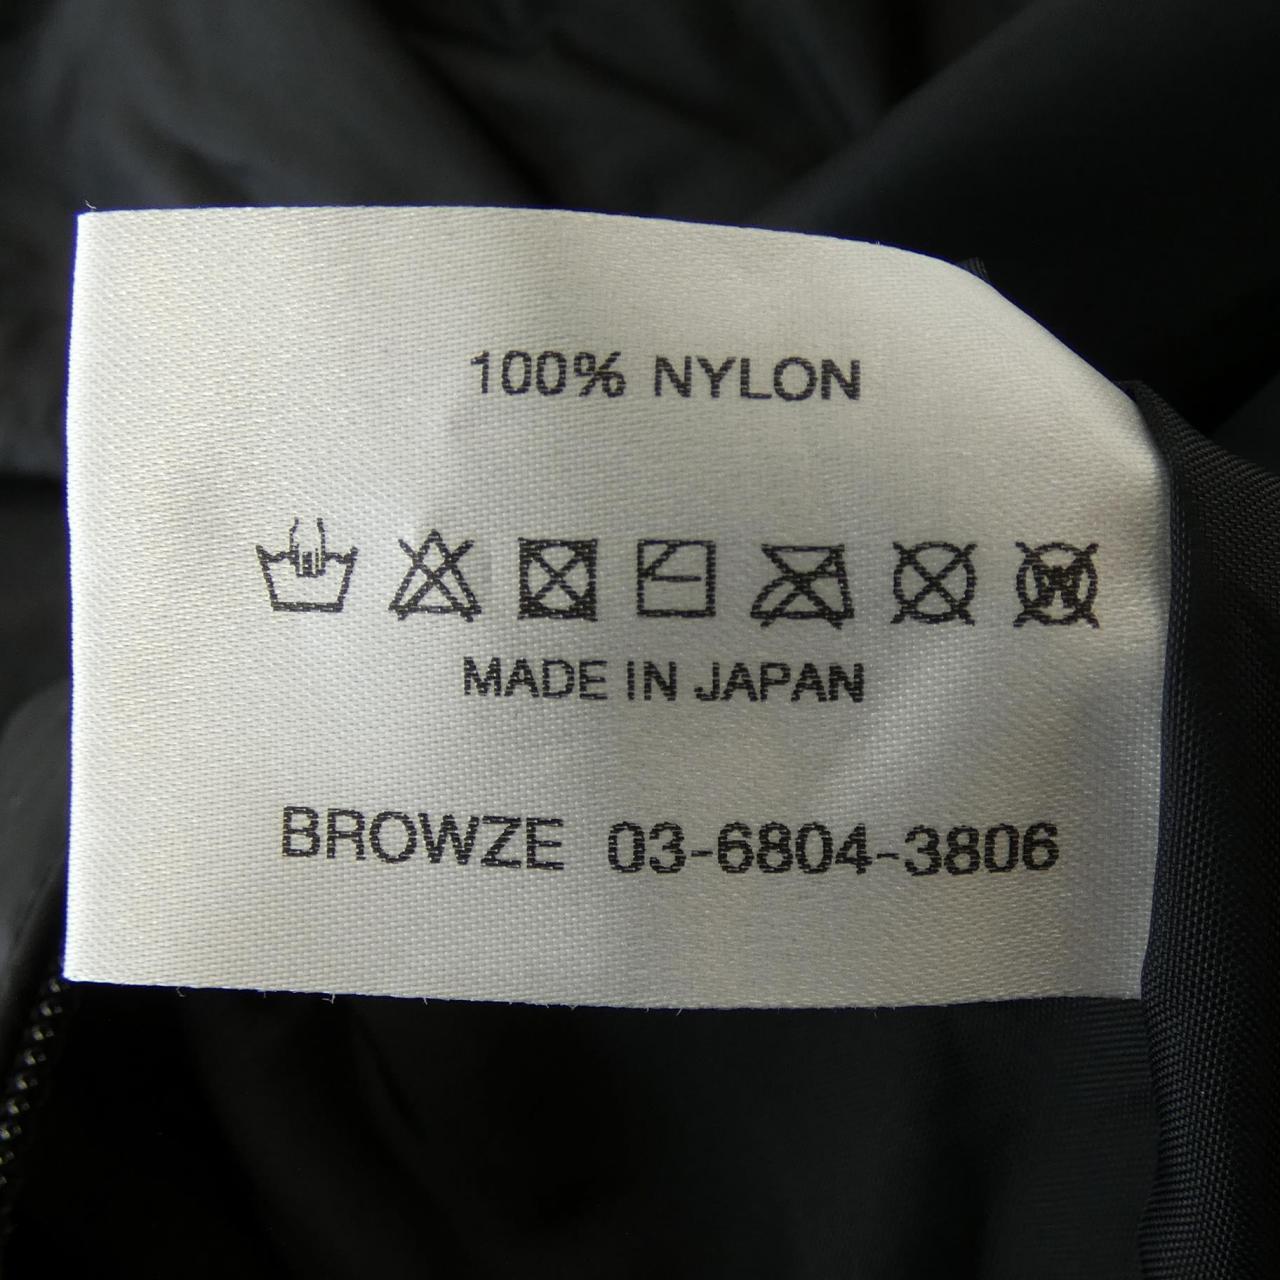 100% NYLON
MADE IN JAPAN
BROWZE 03-6804-3806